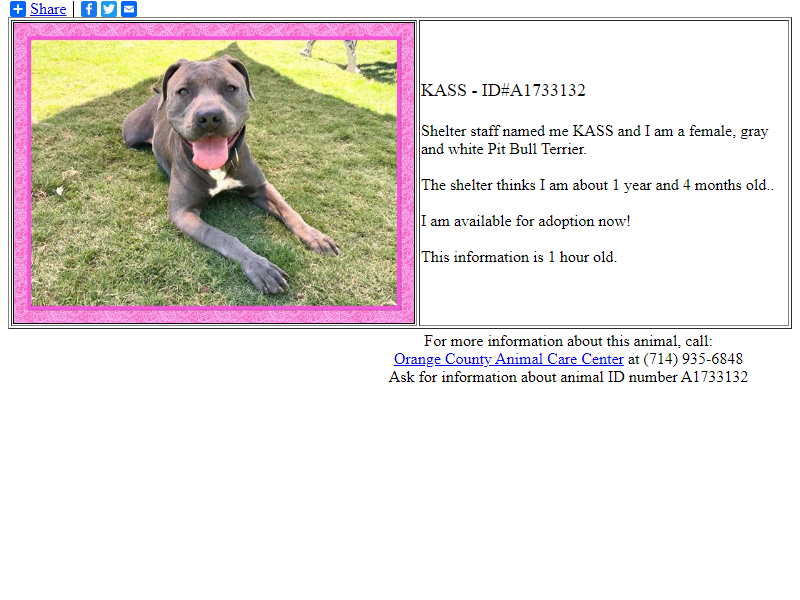 Share |
KASS - ID#A1733132
Shelter staff named me KASS and I am a female, gray
and white Pit Bull Terrier.
The shelter thinks I am about 1 year and 4 months old..
I am available for adoption now!
This information is 1 hour old.
For more information about this animal, call:
Orange County Animal Care Center at (714) 935-6848
Ask for information about animal ID number A1733132